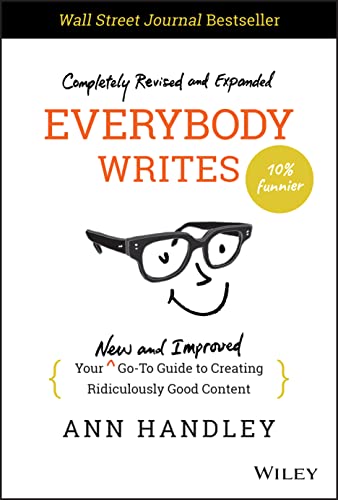 Wall Street Journal Bestseller
Completely Revised and Expanded
EVERYBODY
WRITES
10%
funnier
New and Improved
Your ^ Go-To Guide to Creating
{ Ridiculously Good Content }
ANN HANDLEY
WILEY